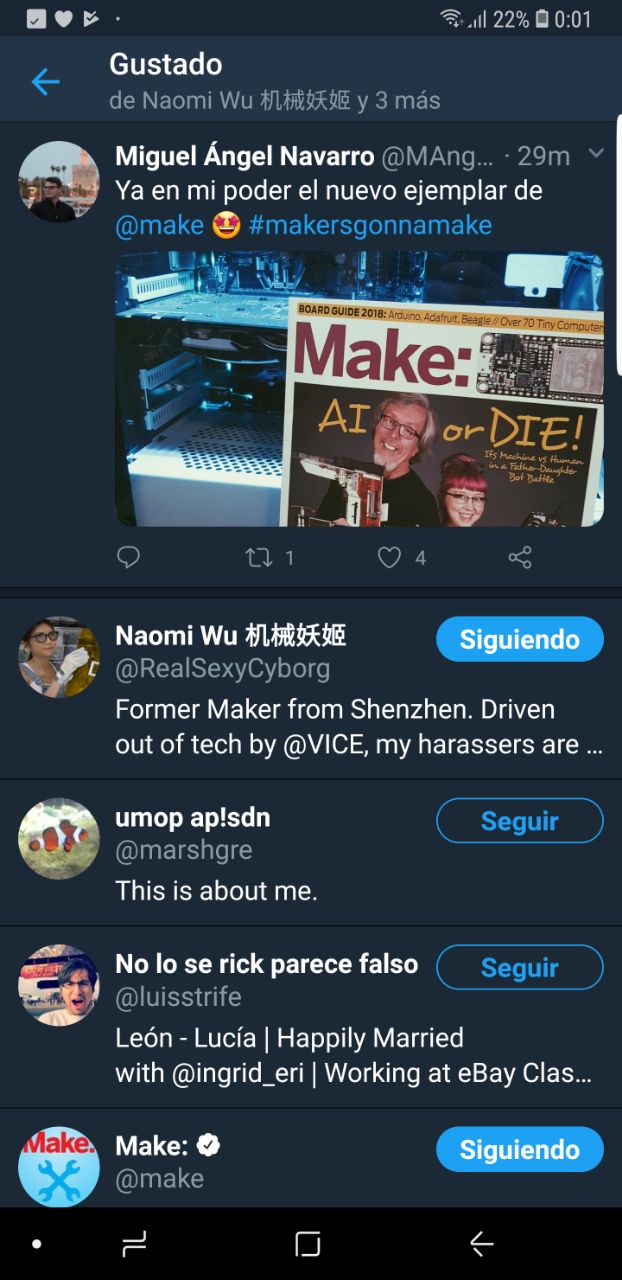 22% 0:01
Gustado
de Naomi Wu 机械妖姬 y 3 más
Miguel Ángel Navarro @MAng... · 29m
Ya en mi poder el nuevo ejemplar de
@make 🤩 #makersgonnamake
BOARD GUIDE 2018: Arduino, Adafruit, Beagle // Over 70 Tiny Computers
Make:
AI or DIE!
It's Machine vs Human
in a Father-Daughter
Bot Battle
1 4
Naomi Wu 机械妖姬 Siguiendo
@RealSexyCyborg
Former Maker from Shenzhen. Driven
out of tech by @VICE, my harassers are ...
umop ap!sdn Seguir
@marshgre
This is about me.
No lo se rick parece falso Seguir
@luisstrife
León - Lucía | Happily Married
with @ingrid_eri | Working at eBay Clas...
Make.
Make: Siguiendo
@make